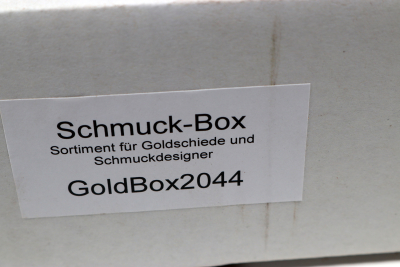 Schmuck-Box
Sortiment für Goldschiede und
Schmuckdesigner
GoldBox2044